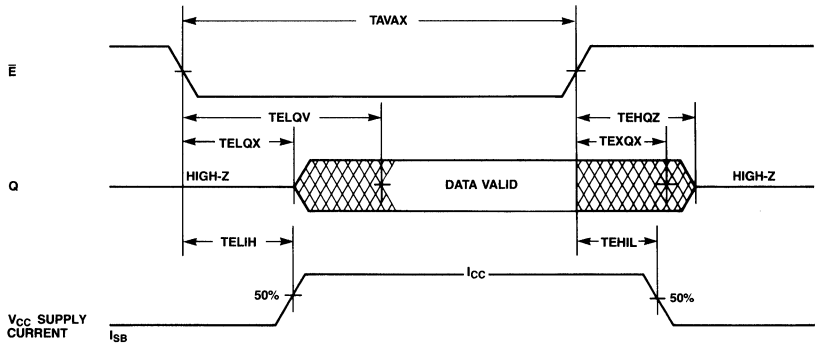 TAVAX
E̅
TELQV
TEHQZ
TELQX
TEXQX
HIGH-Z
Q
DATA VALID
HIGH-Z
TELIH
TEHIL
ICC
50%
50%
VCC SUPPLY
CURRENT
ISB